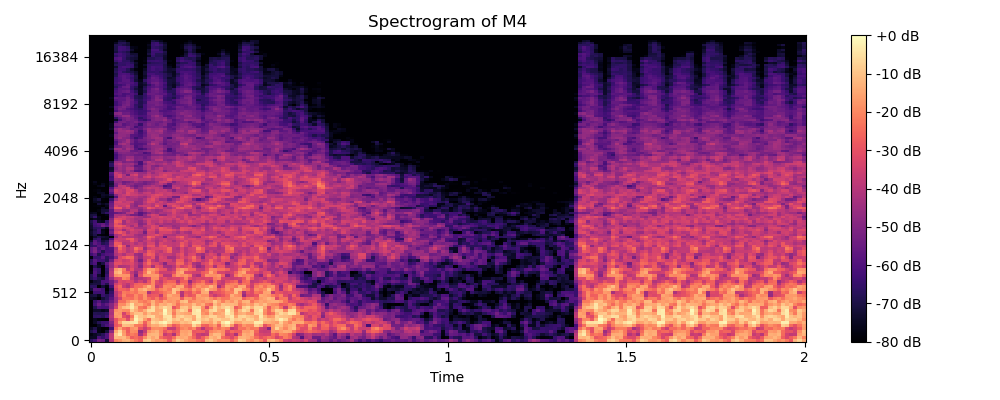 Spectrogram of M4
Hz
16384
8192
4096
2048
1024
512
0
0
0.5
1
1.5
2
Time
+0 dB
-10 dB
-20 dB
-30 dB
-40 dB
-50 dB
-60 dB
-70 dB
-80 dB